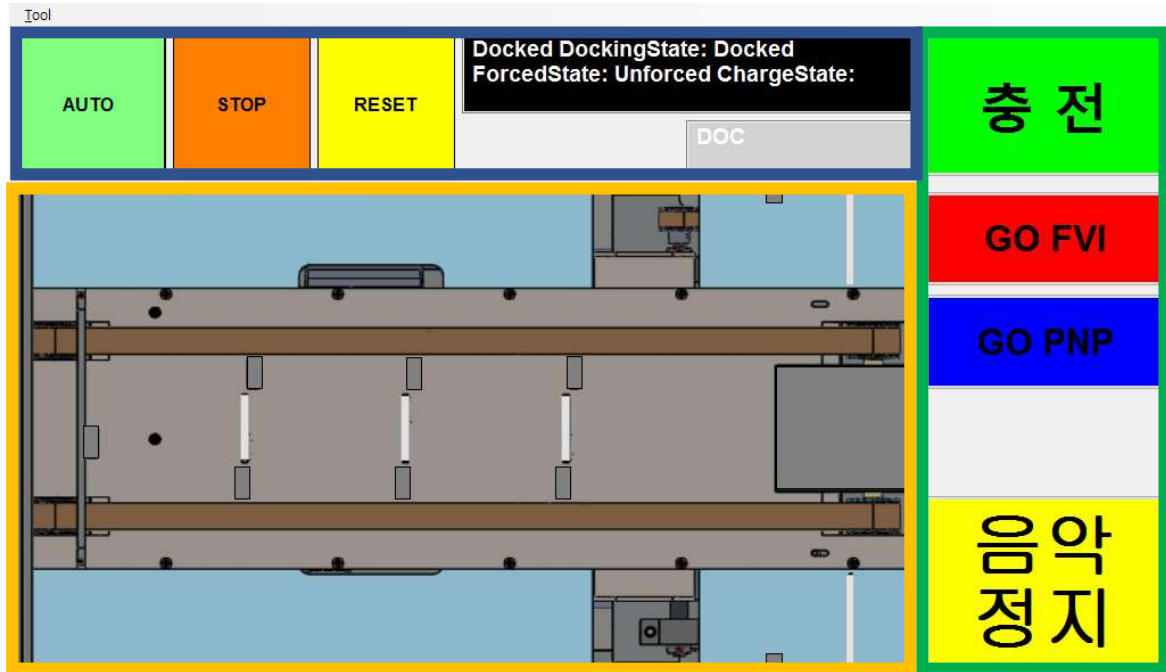 Tool
AUTO
STOP
RESET
Docked DockingState: Docked
ForcedState: Unforced ChargeState:
DOC
충 전
GO FVI
GO PNP
음악
정지